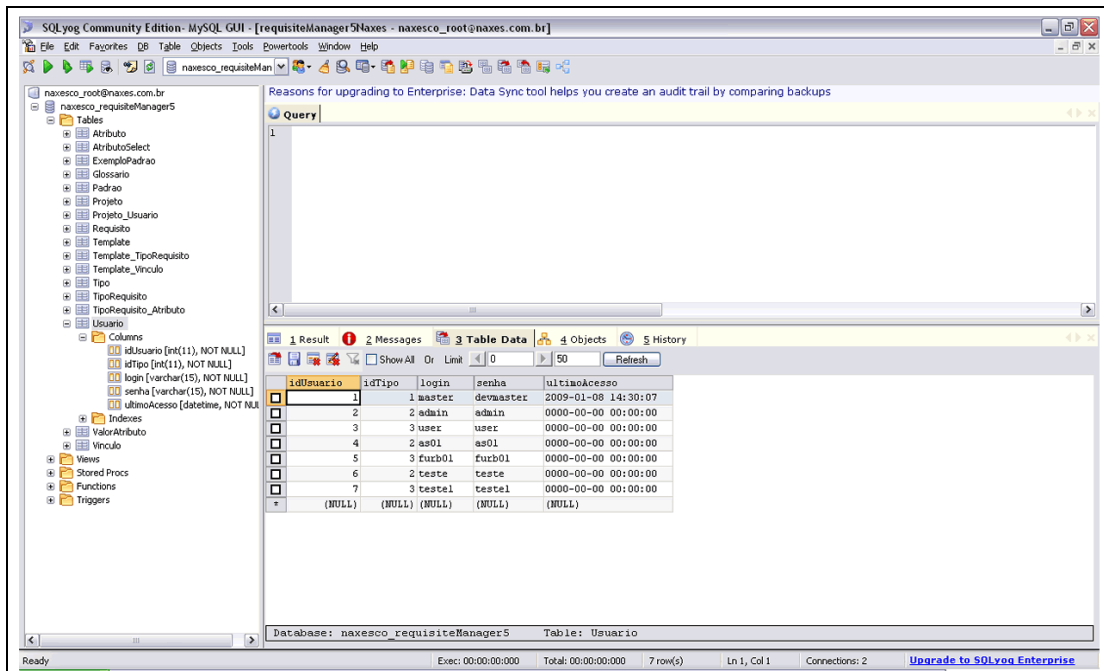 SQLyog Community Edition- MySQL GUI - [requisiteManager5Naxes - naxesco_root@naxes.com.br]
File Edit Favorites DB Table Objects Tools Powertools Window Help
naxesco_requisiteMan
naxesco_root@naxes.com.br
naxesco_requisiteManager5
Tables
Atributo
AtributoSelect
ExemploPadrao
Glossario
Padrao
Projeto
Projeto_Usuario
Requisito
Template
Template_TipoRequisito
Template_Vinculo
Tipo
TipoRequisito
TipoRequisito_Atributo
Usuario
Columns
idUsuario [int(11), NOT NULL]
idTipo [int(11), NOT NULL]
login [varchar(15), NOT NULL]
senha [varchar(15), NOT NULL]
ultimoAcesso [datetime, NOT NUL
Indexes
ValorAtributo
Vinculo
Views
Stored Procs
Functions
Triggers
Reasons for upgrading to Enterprise: Data Sync tool helps you create an audit trail by comparing backups
Query
1
1 Result 2 Messages 3 Table Data 4 Objects 5 History
Show All Or Limit 0 50 Refresh
idUsuario idTipo login senha ultimoAcesso
1 1 master devmaster 2009-01-08 14:30:07
2 2 admin admin 0000-00-00 00:00:00
3 3 user user 0000-00-00 00:00:00
4 2 as01 as01 0000-00-00 00:00:00
5 3 furb01 furb01 0000-00-00 00:00:00
6 2 teste teste 0000-00-00 00:00:00
7 3 teste1 teste1 0000-00-00 00:00:00
* (NULL) (NULL) (NULL) (NULL) (NULL)
Database: naxesco_requisiteManager5 Table: Usuario
Ready Exec: 00:00:00:000 Total: 00:00:00:000 7 row(s) Ln 1, Col 1 Connections: 2 Upgrade to SQLyog Enterprise